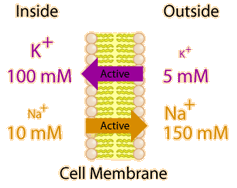 Inside Outside
K+ K+
100 mM Active 5 mM
Na+ Na+
10 mM Active 150 mM
Cell Membrane